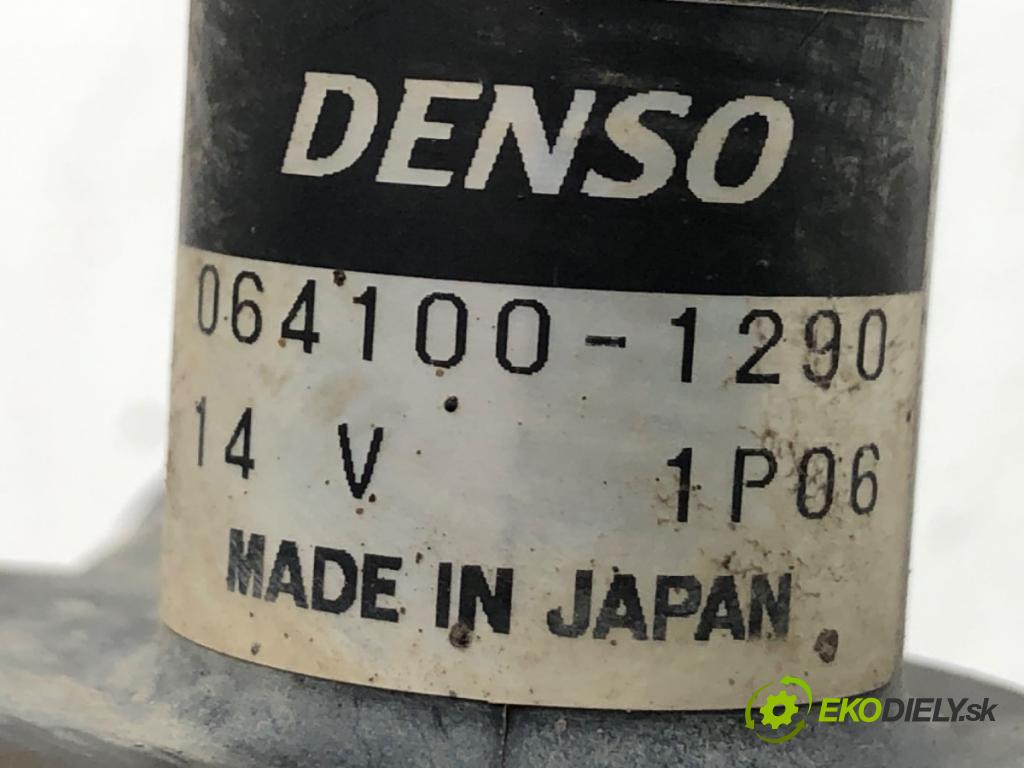 DENSO
064100-1290
14 V 1P06
MADE IN JAPAN
EKODIELY.sk